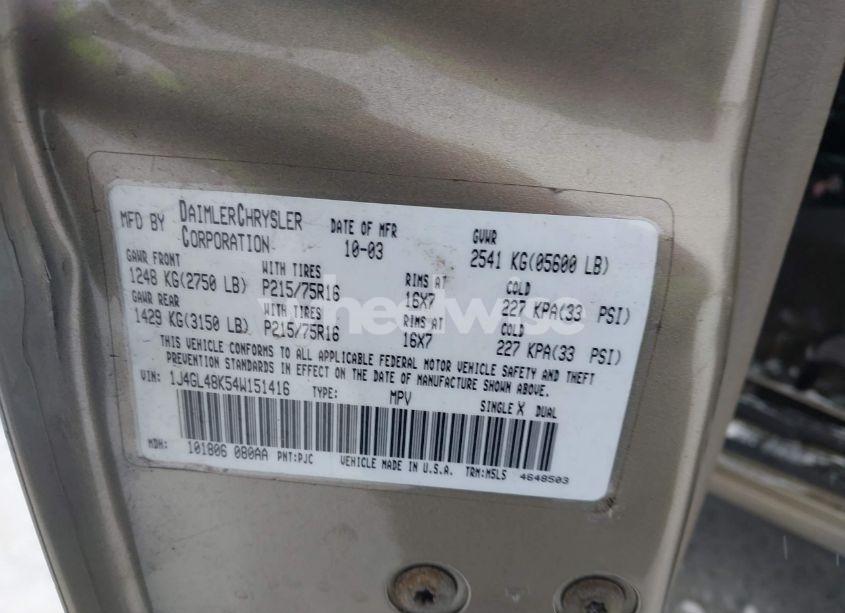 MFD BY DAIMLERCHRYSLER CORPORATION
DATE OF MFR 10-03
GVWR 2541 KG(05600 LB)
GAWR FRONT WITH TIRES RIMS AT COLD
1248 KG(2750 LB) P215/75R16 16X7 227 KPA(33 PSI)
GAWR REAR WITH TIRES RIMS AT COLD
1429 KG(3150 LB) P215/75R16 16X7 227 KPA(33 PSI)
THIS VEHICLE CONFORMS TO ALL APPLICABLE FEDERAL MOTOR VEHICLE SAFETY AND THEFT
PREVENTION STANDARDS IN EFFECT ON THE DATE OF MANUFACTURE SHOWN ABOVE.
VIN: 1J4GL48K54W151416 TYPE: MPV SINGLE X DUAL
MDH: 101806 080AA PNT:PJC VEHICLE MADE IN U.S.A. TRM:M5L5 4648503
wheelwise